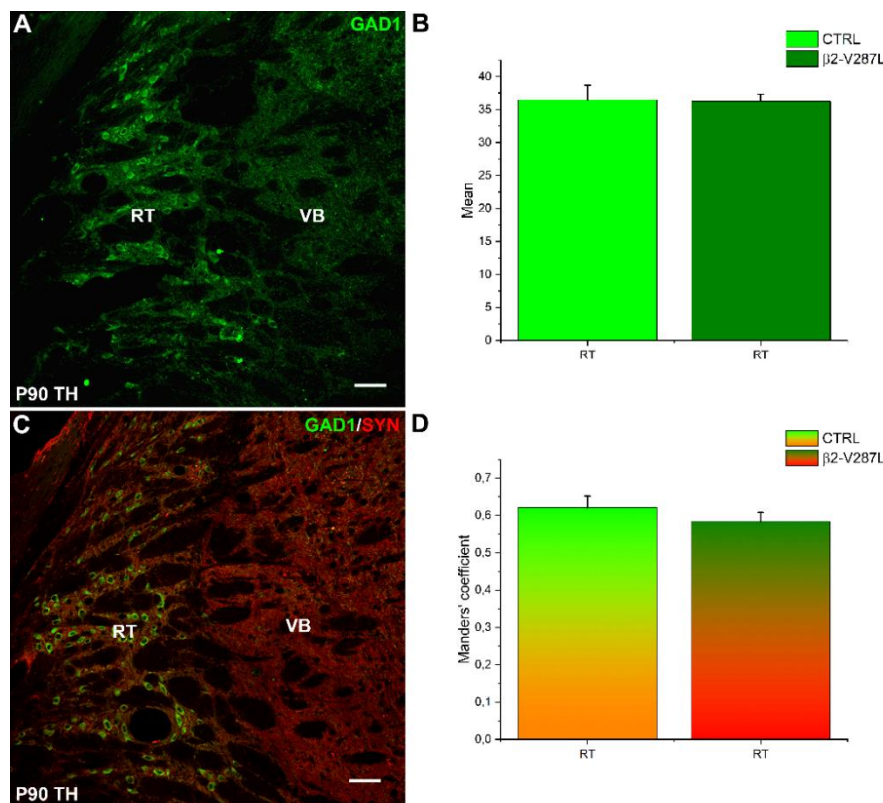 A
GAD1
RT
VB
P90 TH
B
CTRL
β2-V287L
40
35
30
25
20
15
10
5
0
Mean
RT
RT
C
GAD1/SYN
RT
VB
P90 TH
D
CTRL
β2-V287L
0,7
0,6
0,5
0,4
0,3
0,2
0,1
0,0
Manders' coefficient
RT
RT